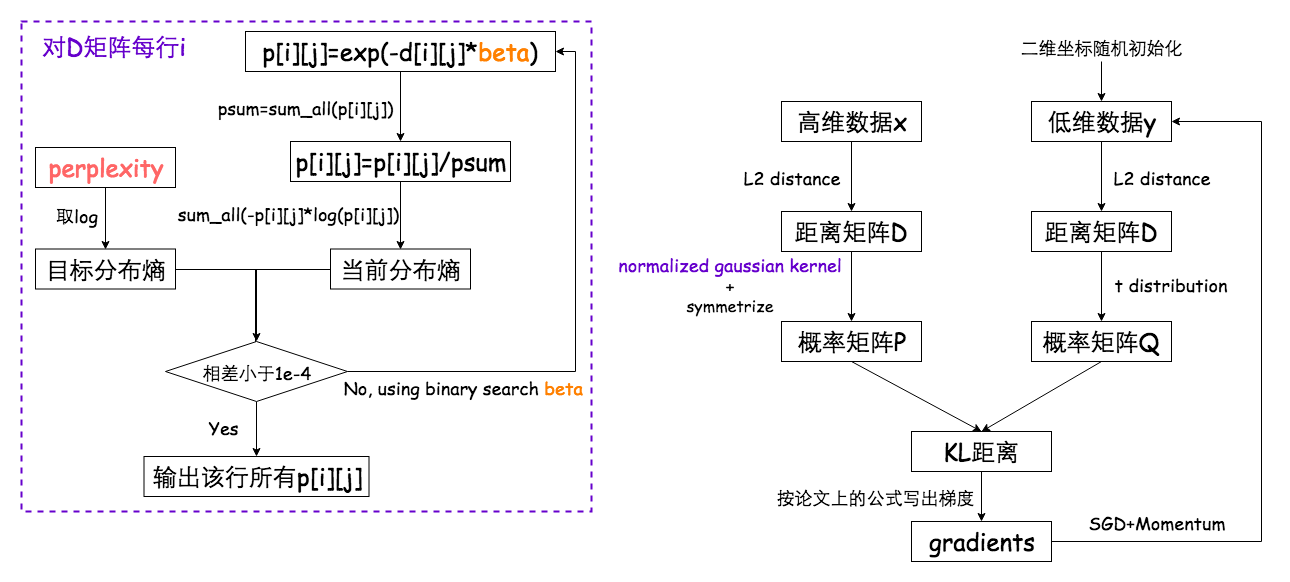 对D矩阵每行i
p[i][j]=exp(-d[i][j]*beta)
psum=sum_all(p[i][j])
perplexity
p[i][j]=p[i][j]/psum
取log
sum_all(-p[i][j]*log(p[i][j])
目标分布熵
当前分布熵
相差小于1e-4
No, using binary search beta
Yes
输出该行所有p[i][j]
二维坐标随机初始化
高维数据x
低维数据y
L2 distance
L2 distance
距离矩阵D
距离矩阵D
normalized gaussian kernel
+
symmetrize
t distribution
概率矩阵P
概率矩阵Q
KL距离
按论文上的公式写出梯度
gradients
SGD+Momentum